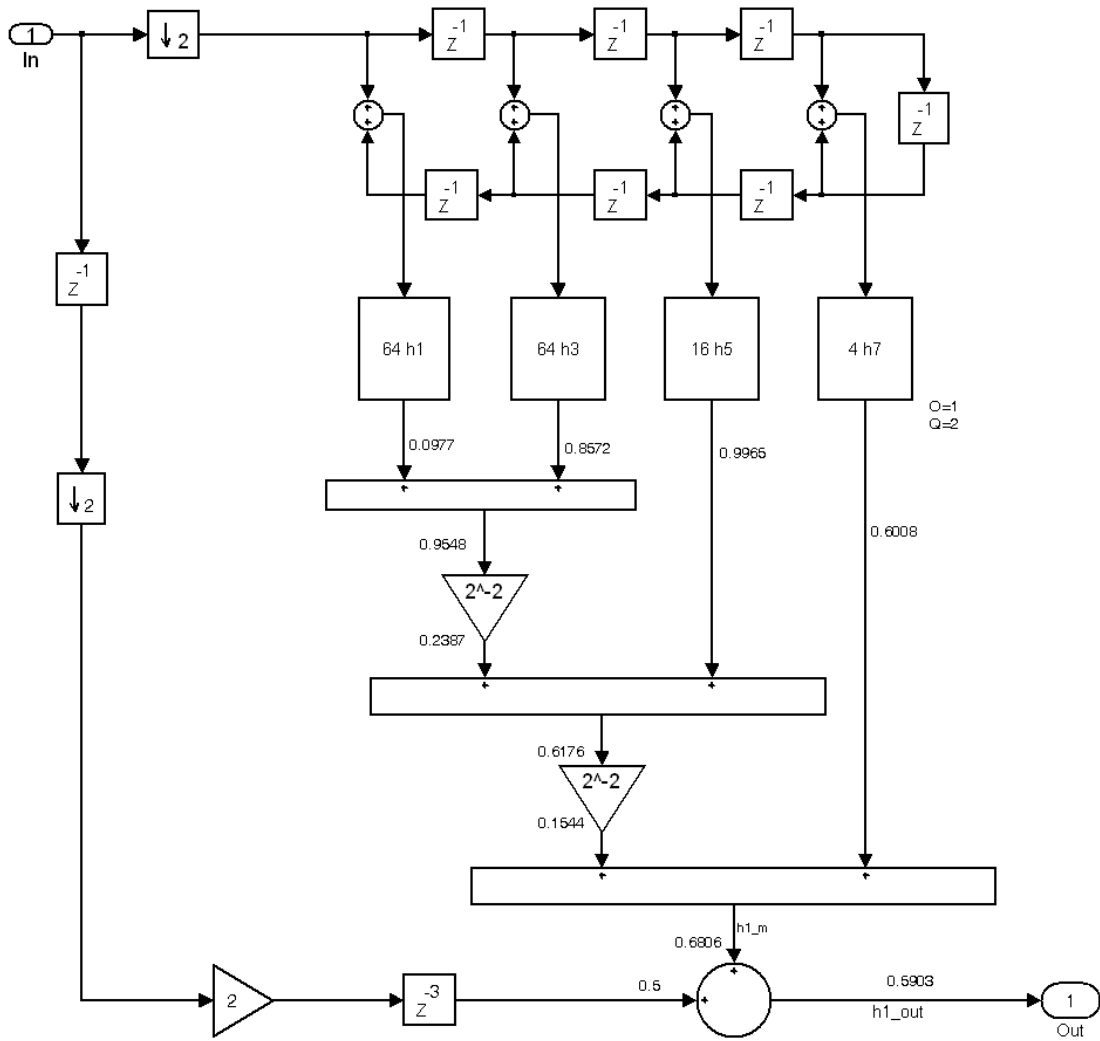 1
In
↓2
-1
Z
-1
Z
-1
Z
-1
Z
+
+
+
+
+
+
+
+
-1
Z
-1
Z
-1
Z
-1
Z
64 h1
64 h3
16 h5
4 h7
O=1
Q=2
0.0977
0.8572
0.9965
+
+
↓2
0.9548
0.6008
2^-2
0.2387
+
+
0.6176
2^-2
0.1544
+
+
h1_m
0.6806
2
-3
Z
0.5
+
+
0.5903
h1_out
1
Out